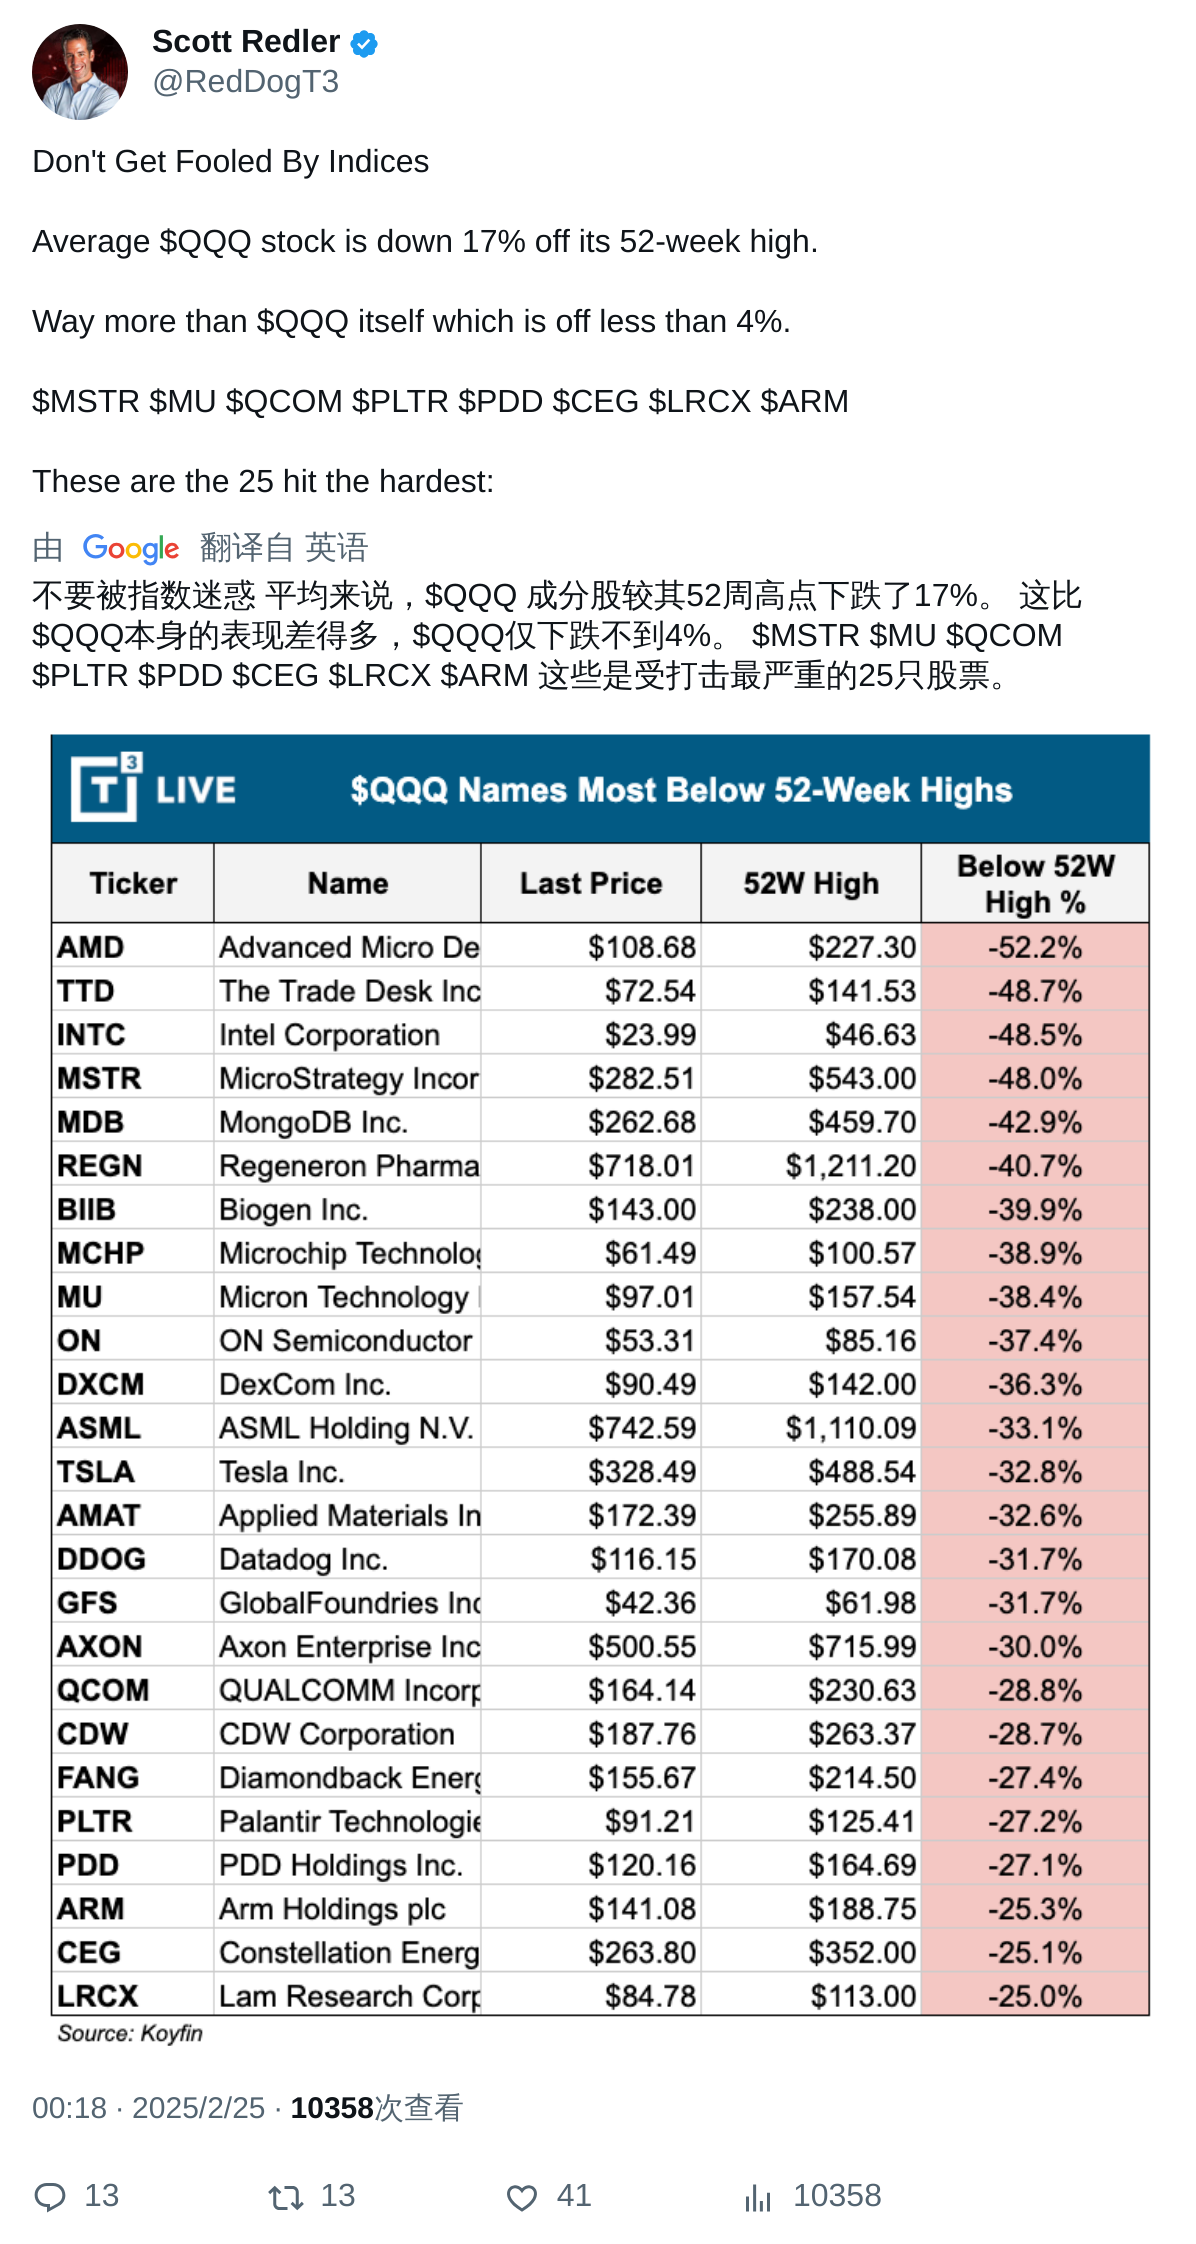 Scott Redler
@RedDogT3
Don't Get Fooled By Indices
Average $QQQ stock is down 17% off its 52-week high.
Way more than $QQQ itself which is off less than 4%.
$MSTR $MU $QCOM $PLTR $PDD $CEG $LRCX $ARM
These are the 25 hit the hardest:
由 Google 翻译自 英语
不要被指数迷惑 平均来说，$QQQ 成分股较其52周高点下跌了17%。 这比
$QQQ本身的表现差得多，$QQQ仅下跌不到4%。 $MSTR $MU $QCOM
$PLTR $PDD $CEG $LRCX $ARM 这些是受打击最严重的25只股票。
T3 LIVE $QQQ Names Most Below 52-Week Highs
Ticker Name Last Price 52W High Below 52W High %
AMD Advanced Micro De $108.68 $227.30 -52.2%
TTD The Trade Desk Inc $72.54 $141.53 -48.7%
INTC Intel Corporation $23.99 $46.63 -48.5%
MSTR MicroStrategy Incor $282.51 $543.00 -48.0%
MDB MongoDB Inc. $262.68 $459.70 -42.9%
REGN Regeneron Pharma $718.01 $1,211.20 -40.7%
BIIB Biogen Inc. $143.00 $238.00 -39.9%
MCHP Microchip Technolog $61.49 $100.57 -38.9%
MU Micron Technology $97.01 $157.54 -38.4%
ON ON Semiconductor $53.31 $85.16 -37.4%
DXCM DexCom Inc. $90.49 $142.00 -36.3%
ASML ASML Holding N.V. $742.59 $1,110.09 -33.1%
TSLA Tesla Inc. $328.49 $488.54 -32.8%
AMAT Applied Materials In $172.39 $255.89 -32.6%
DDOG Datadog Inc. $116.15 $170.08 -31.7%
GFS GlobalFoundries Inc $42.36 $61.98 -31.7%
AXON Axon Enterprise Inc $500.55 $715.99 -30.0%
QCOM QUALCOMM Incorp $164.14 $230.63 -28.8%
CDW CDW Corporation $187.76 $263.37 -28.7%
FANG Diamondback Energ $155.67 $214.50 -27.4%
PLTR Palantir Technologie $91.21 $125.41 -27.2%
PDD PDD Holdings Inc. $120.16 $164.69 -27.1%
ARM Arm Holdings plc $141.08 $188.75 -25.3%
CEG Constellation Energ $263.80 $352.00 -25.1%
LRCX Lam Research Corp $84.78 $113.00 -25.0%
Source: Koyfin
00:18 · 2025/2/25 · 10358次查看
13 13 41 10358